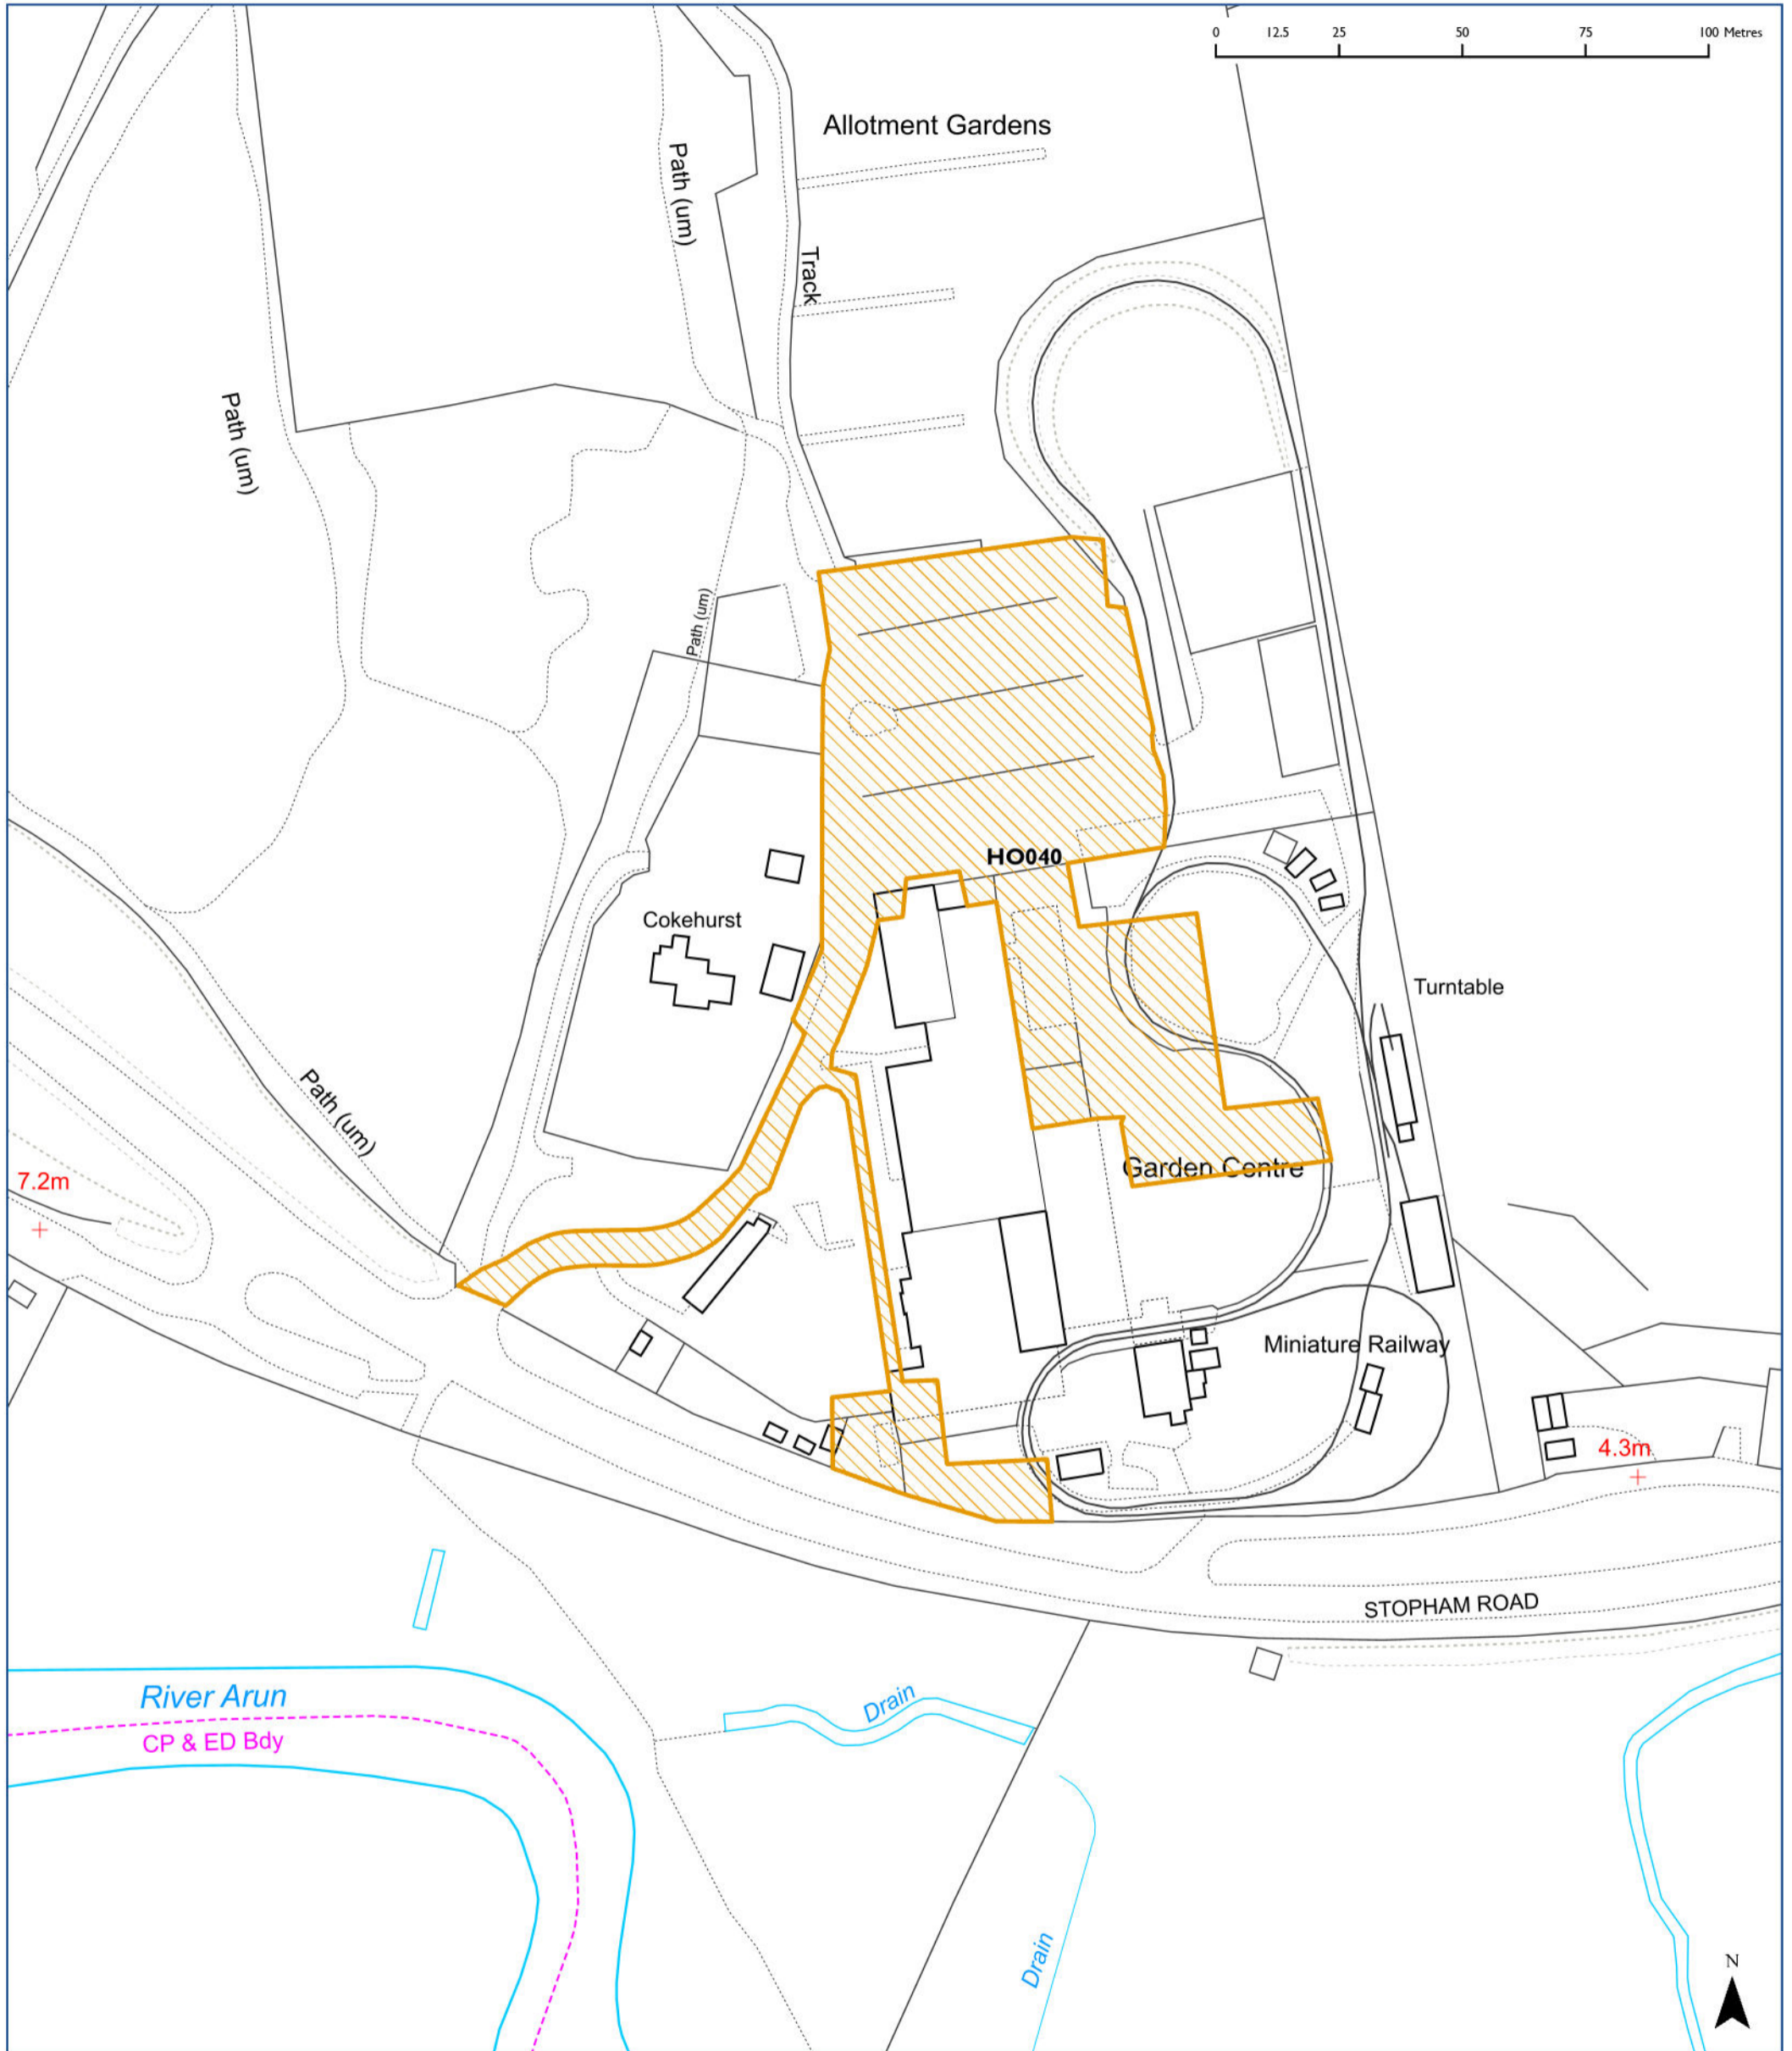 0 12.5 25 50 75 100 Metres
Allotment Gardens
Path (um)
Track
Path (um)
Path (um)
HO040
Cokehurst
Turntable
Path (um)
Garden Centre
7.2m
Miniature Railway
4.3m
STOPHAM ROAD
River Arun
Drain
CP & ED Bdy
Drain
N